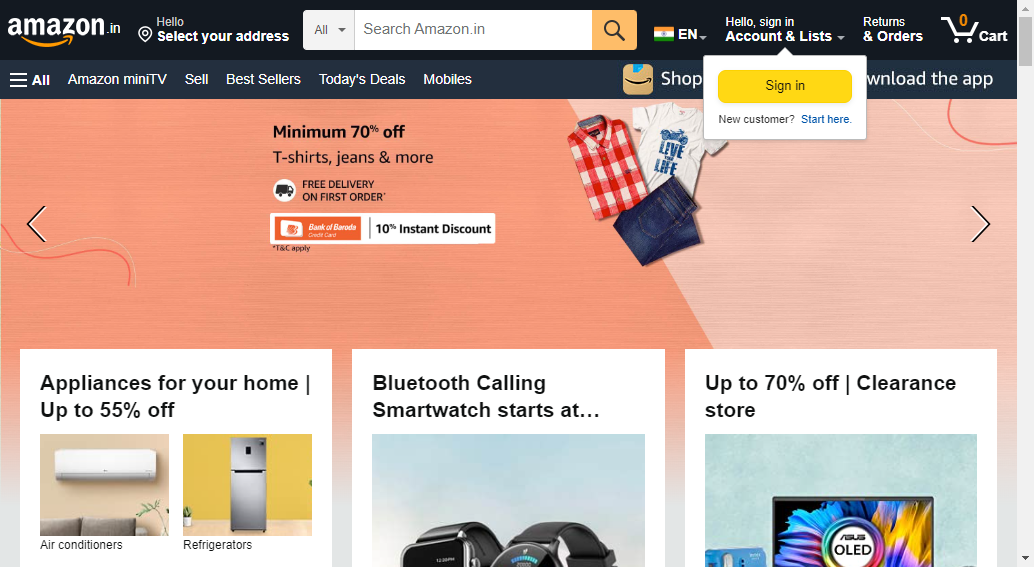 amazon.in
Hello
Select your address
All
Search Amazon.in
EN
Hello, sign in
Account & Lists
Returns
& Orders
0
Cart
All
Amazon miniTV
Sell
Best Sellers
Today's Deals
Mobiles
Shop
wnload the app
Sign in
New customer? Start here.
Minimum 70% off
T-shirts, jeans & more
FREE DELIVERY
ON FIRST ORDER*
Bank of Baroda
Credit Card
10% Instant Discount
*T&C apply
LIVE
YOUR
LIFE
Appliances for your home |
Up to 55% off
Air conditioners
Refrigerators
Bluetooth Calling
Smartwatch starts at…
Up to 70% off | Clearance
store
ASUS
OLED